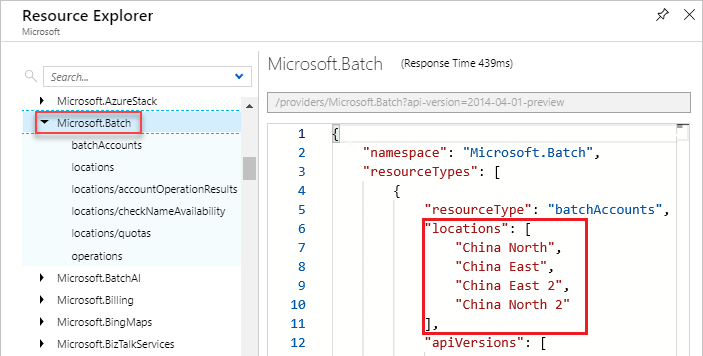 Resource Explorer
Microsoft
Search...
Microsoft.AzureStack
Microsoft.Batch
batchAccounts
locations
locations/accountOperationResults
locations/checkNameAvailability
locations/quotas
operations
Microsoft.BatchAI
Microsoft.Billing
Microsoft.BingMaps
Microsoft.BizTalkServices
Microsoft.Batch (Response Time 439ms)
/providers/Microsoft.Batch?api-version=2014-04-01-preview
1 {
2 "namespace": "Microsoft.Batch",
3 "resourceTypes": [
4 {
5 "resourceType": "batchAccounts",
6 "locations": [
7 "China North",
8 "China East",
9 "China East 2",
10 "China North 2"
11 ],
12 "apiVersions": [